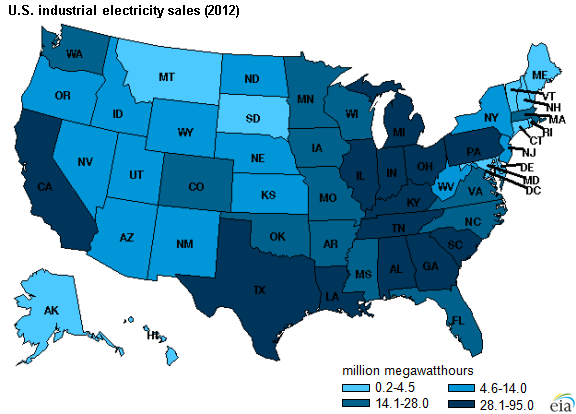 U.S. industrial electricity sales (2012)
WA
MT
ND
MN
ME
OR
ID
SD
WI
VT
NH
NY
MA
RI
CT
WY
MI
IA
NE
PA
NJ
NV
UT
CO
IL
IN
OH
DE
MD
DC
CA
KS
MO
WV
VA
KY
AZ
NM
OK
AR
TN
NC
SC
TX
MS
AL
GA
LA
FL
AK
HI
million megawatthours
0.2-4.5 4.6-14.0
14.1-28.0 28.1-95.0
eia